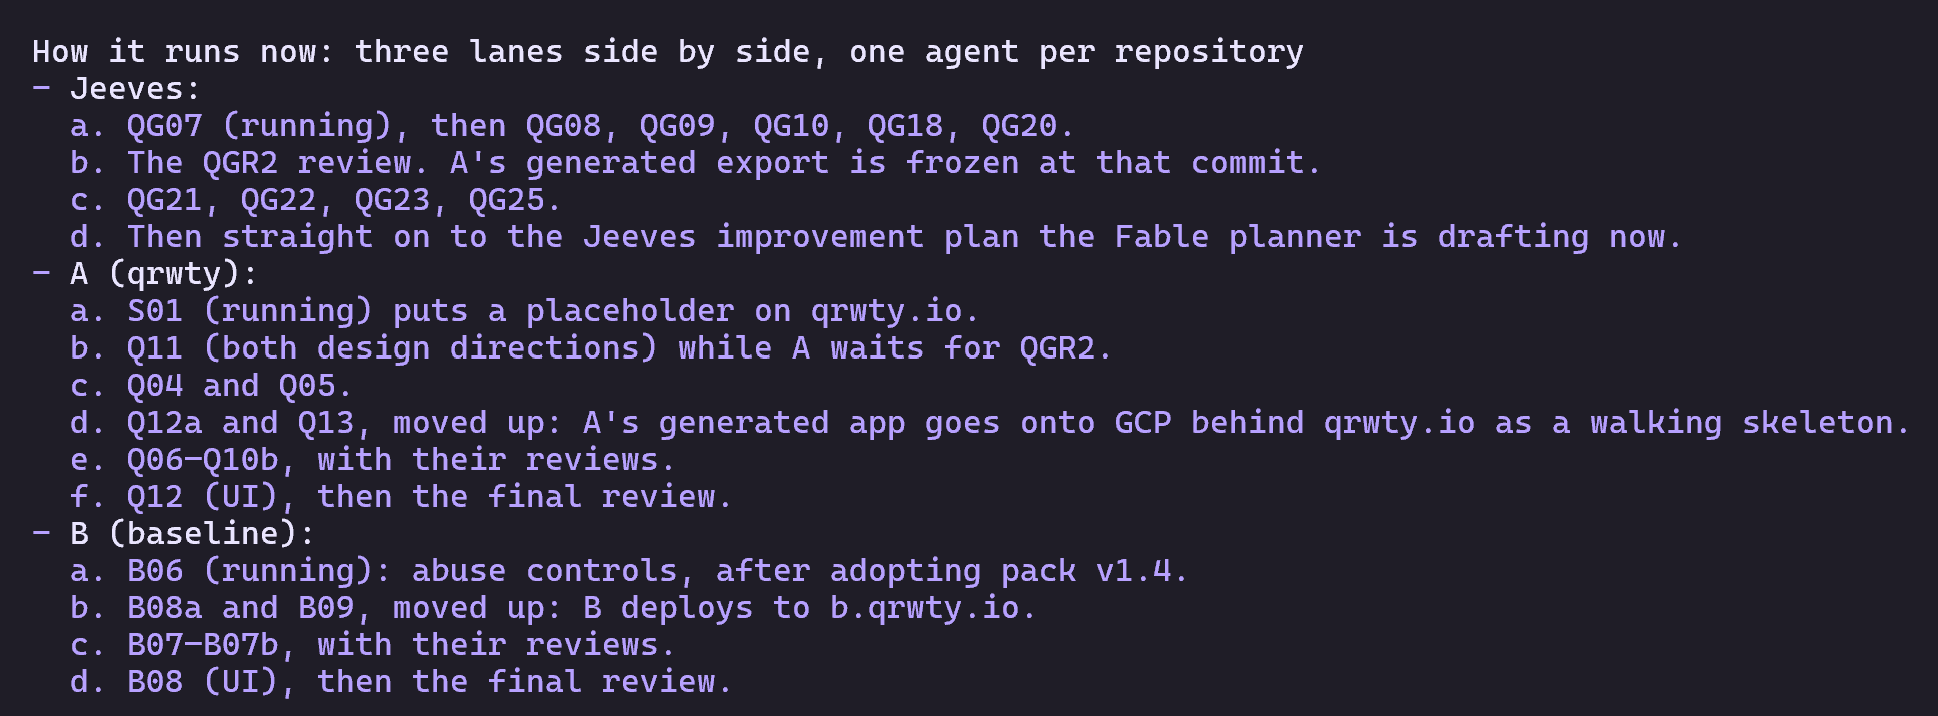 How it runs now: three lanes side by side, one agent per repository
- Jeeves:
a. QG07 (running), then QG08, QG09, QG10, QG18, QG20.
b. The QGR2 review. A's generated export is frozen at that commit.
c. QG21, QG22, QG23, QG25.
d. Then straight on to the Jeeves improvement plan the Fable planner is drafting now.
- A (qrwty):
a. S01 (running) puts a placeholder on qrwty.io.
b. Q11 (both design directions) while A waits for QGR2.
c. Q04 and Q05.
d. Q12a and Q13, moved up: A's generated app goes onto GCP behind qrwty.io as a walking skeleton.
e. Q06–Q10b, with their reviews.
f. Q12 (UI), then the final review.
- B (baseline):
a. B06 (running): abuse controls, after adopting pack v1.4.
b. B08a and B09, moved up: B deploys to b.qrwty.io.
c. B07–B07b, with their reviews.
d. B08 (UI), then the final review.